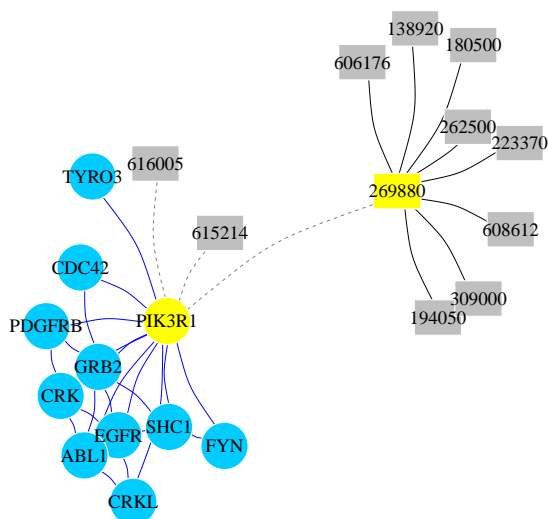 138920
180500
606176
262500
223370
616005
TYRO3
269880
615214
608612
CDC42
309000
194050
PIK3R1
PDGFRB
GRB2
CRK
SHC1
EGFR
FYN
ABL1
CRKL